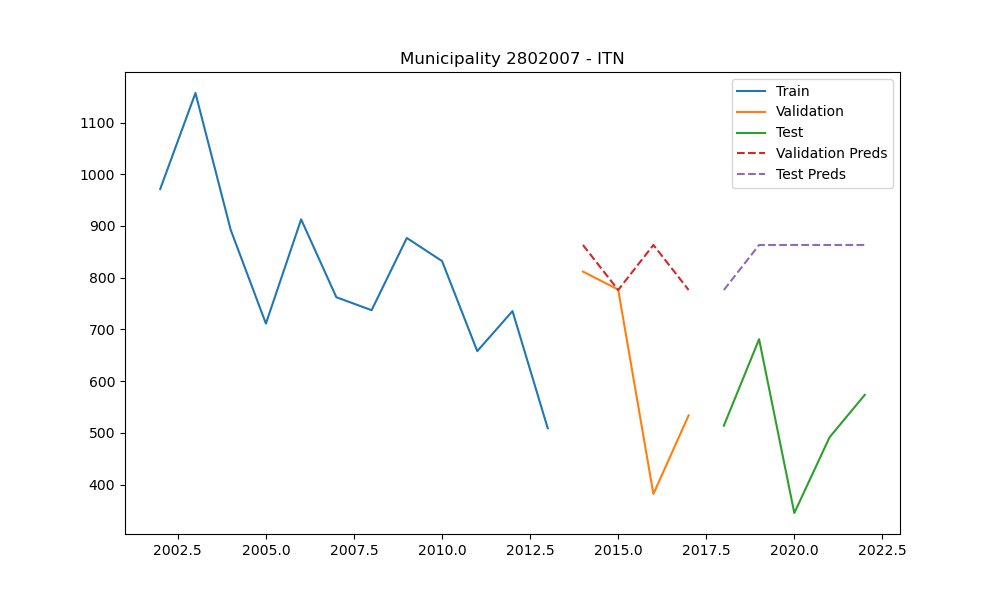 Municipality 2802007 - ITN
Train
Validation
Test
Validation Preds
Test Preds
1100
1000
900
800
700
600
500
400
2002.5 2005.0 2007.5 2010.0 2012.5 2015.0 2017.5 2020.0 2022.5